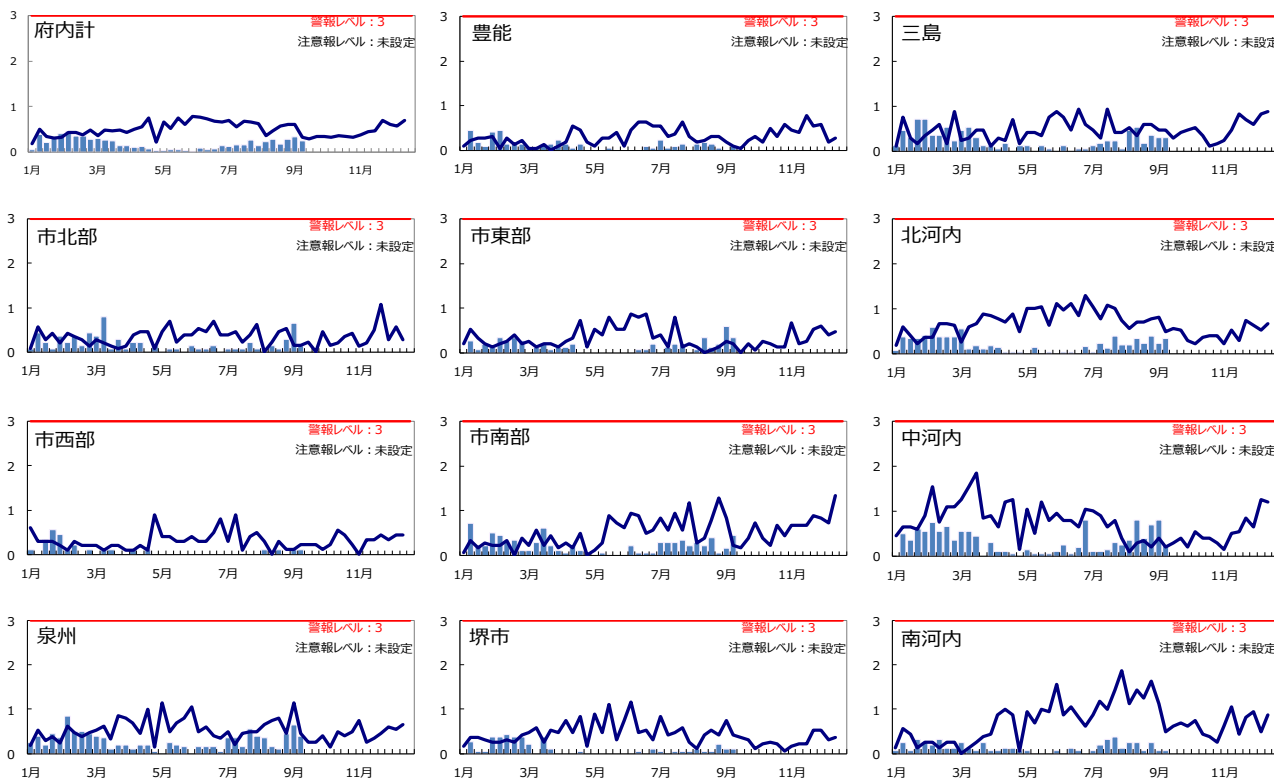 府内計
警報レベル：3
注意報レベル：未設定
3
2
1
0
1月 3月 5月 7月 9月 11月
豊能
警報レベル：3
注意報レベル：未設定
3
2
1
0
1月 3月 5月 7月 9月 11月
三島
警報レベル：3
注意報レベル：未設定
3
2
1
0
1月 3月 5月 7月 9月 11月
市北部
警報レベル：3
注意報レベル：未設定
3
2
1
0
1月 3月 5月 7月 9月 11月
市東部
警報レベル：3
注意報レベル：未設定
3
2
1
0
1月 3月 5月 7月 9月 11月
北河内
警報レベル：3
注意報レベル：未設定
3
2
1
0
1月 3月 5月 7月 9月 11月
市西部
警報レベル：3
注意報レベル：未設定
3
2
1
0
1月 3月 5月 7月 9月 11月
市南部
警報レベル：3
注意報レベル：未設定
3
2
1
0
1月 3月 5月 7月 9月 11月
中河内
警報レベル：3
注意報レベル：未設定
3
2
1
0
1月 3月 5月 7月 9月 11月
泉州
警報レベル：3
注意報レベル：未設定
3
2
1
0
1月 3月 5月 7月 9月 11月
堺市
警報レベル：3
注意報レベル：未設定
3
2
1
0
1月 3月 5月 7月 9月 11月
南河内
警報レベル：3
注意報レベル：未設定
3
2
1
0
1月 3月 5月 7月 9月 11月